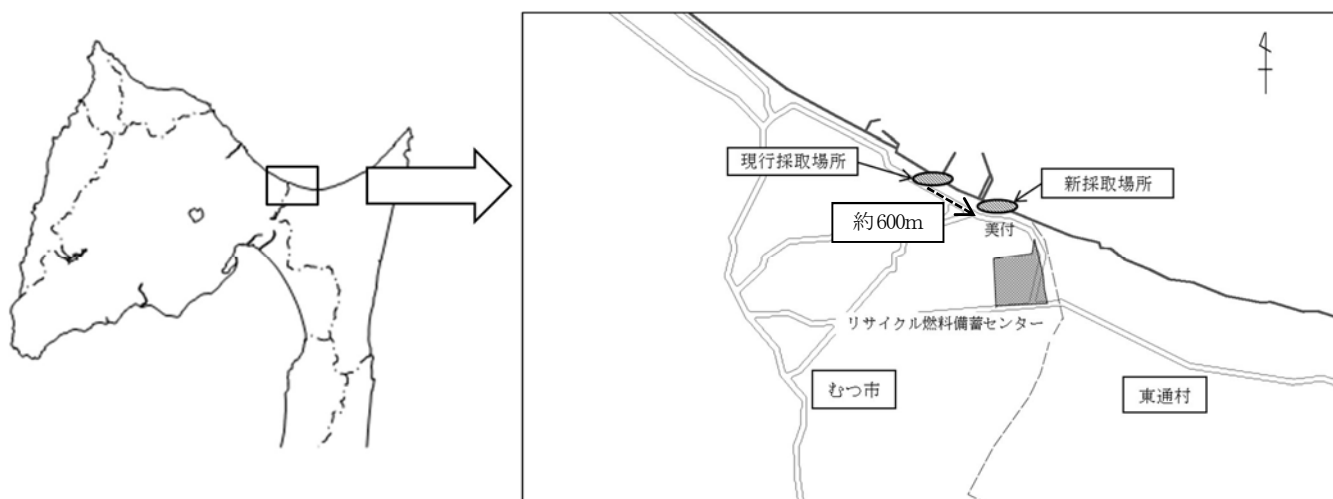 現行採取場所
新採取場所
約600m
美付
リサイクル燃料備蓄センター
むつ市
東通村